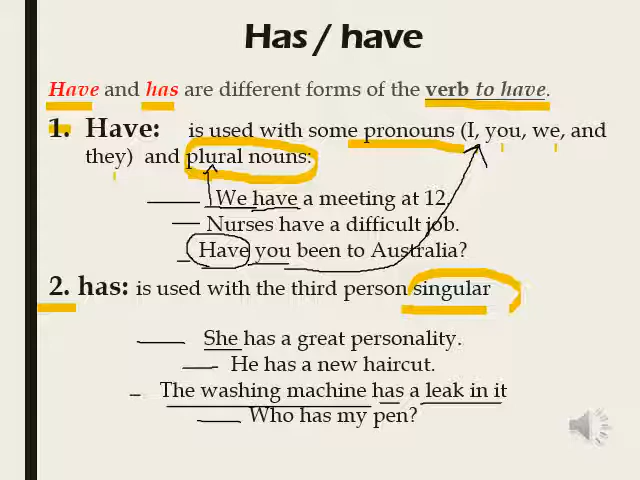 Has / have
Have and has are different forms of the verb to have.
1. Have: is used with some pronouns (I, you, we, and
they) and plural nouns:
We have a meeting at 12.
Nurses have a difficult job.
Have you been to Australia?
2. has: is used with the third person singular
She has a great personality.
He has a new haircut.
The washing machine has a leak in it
Who has my pen?